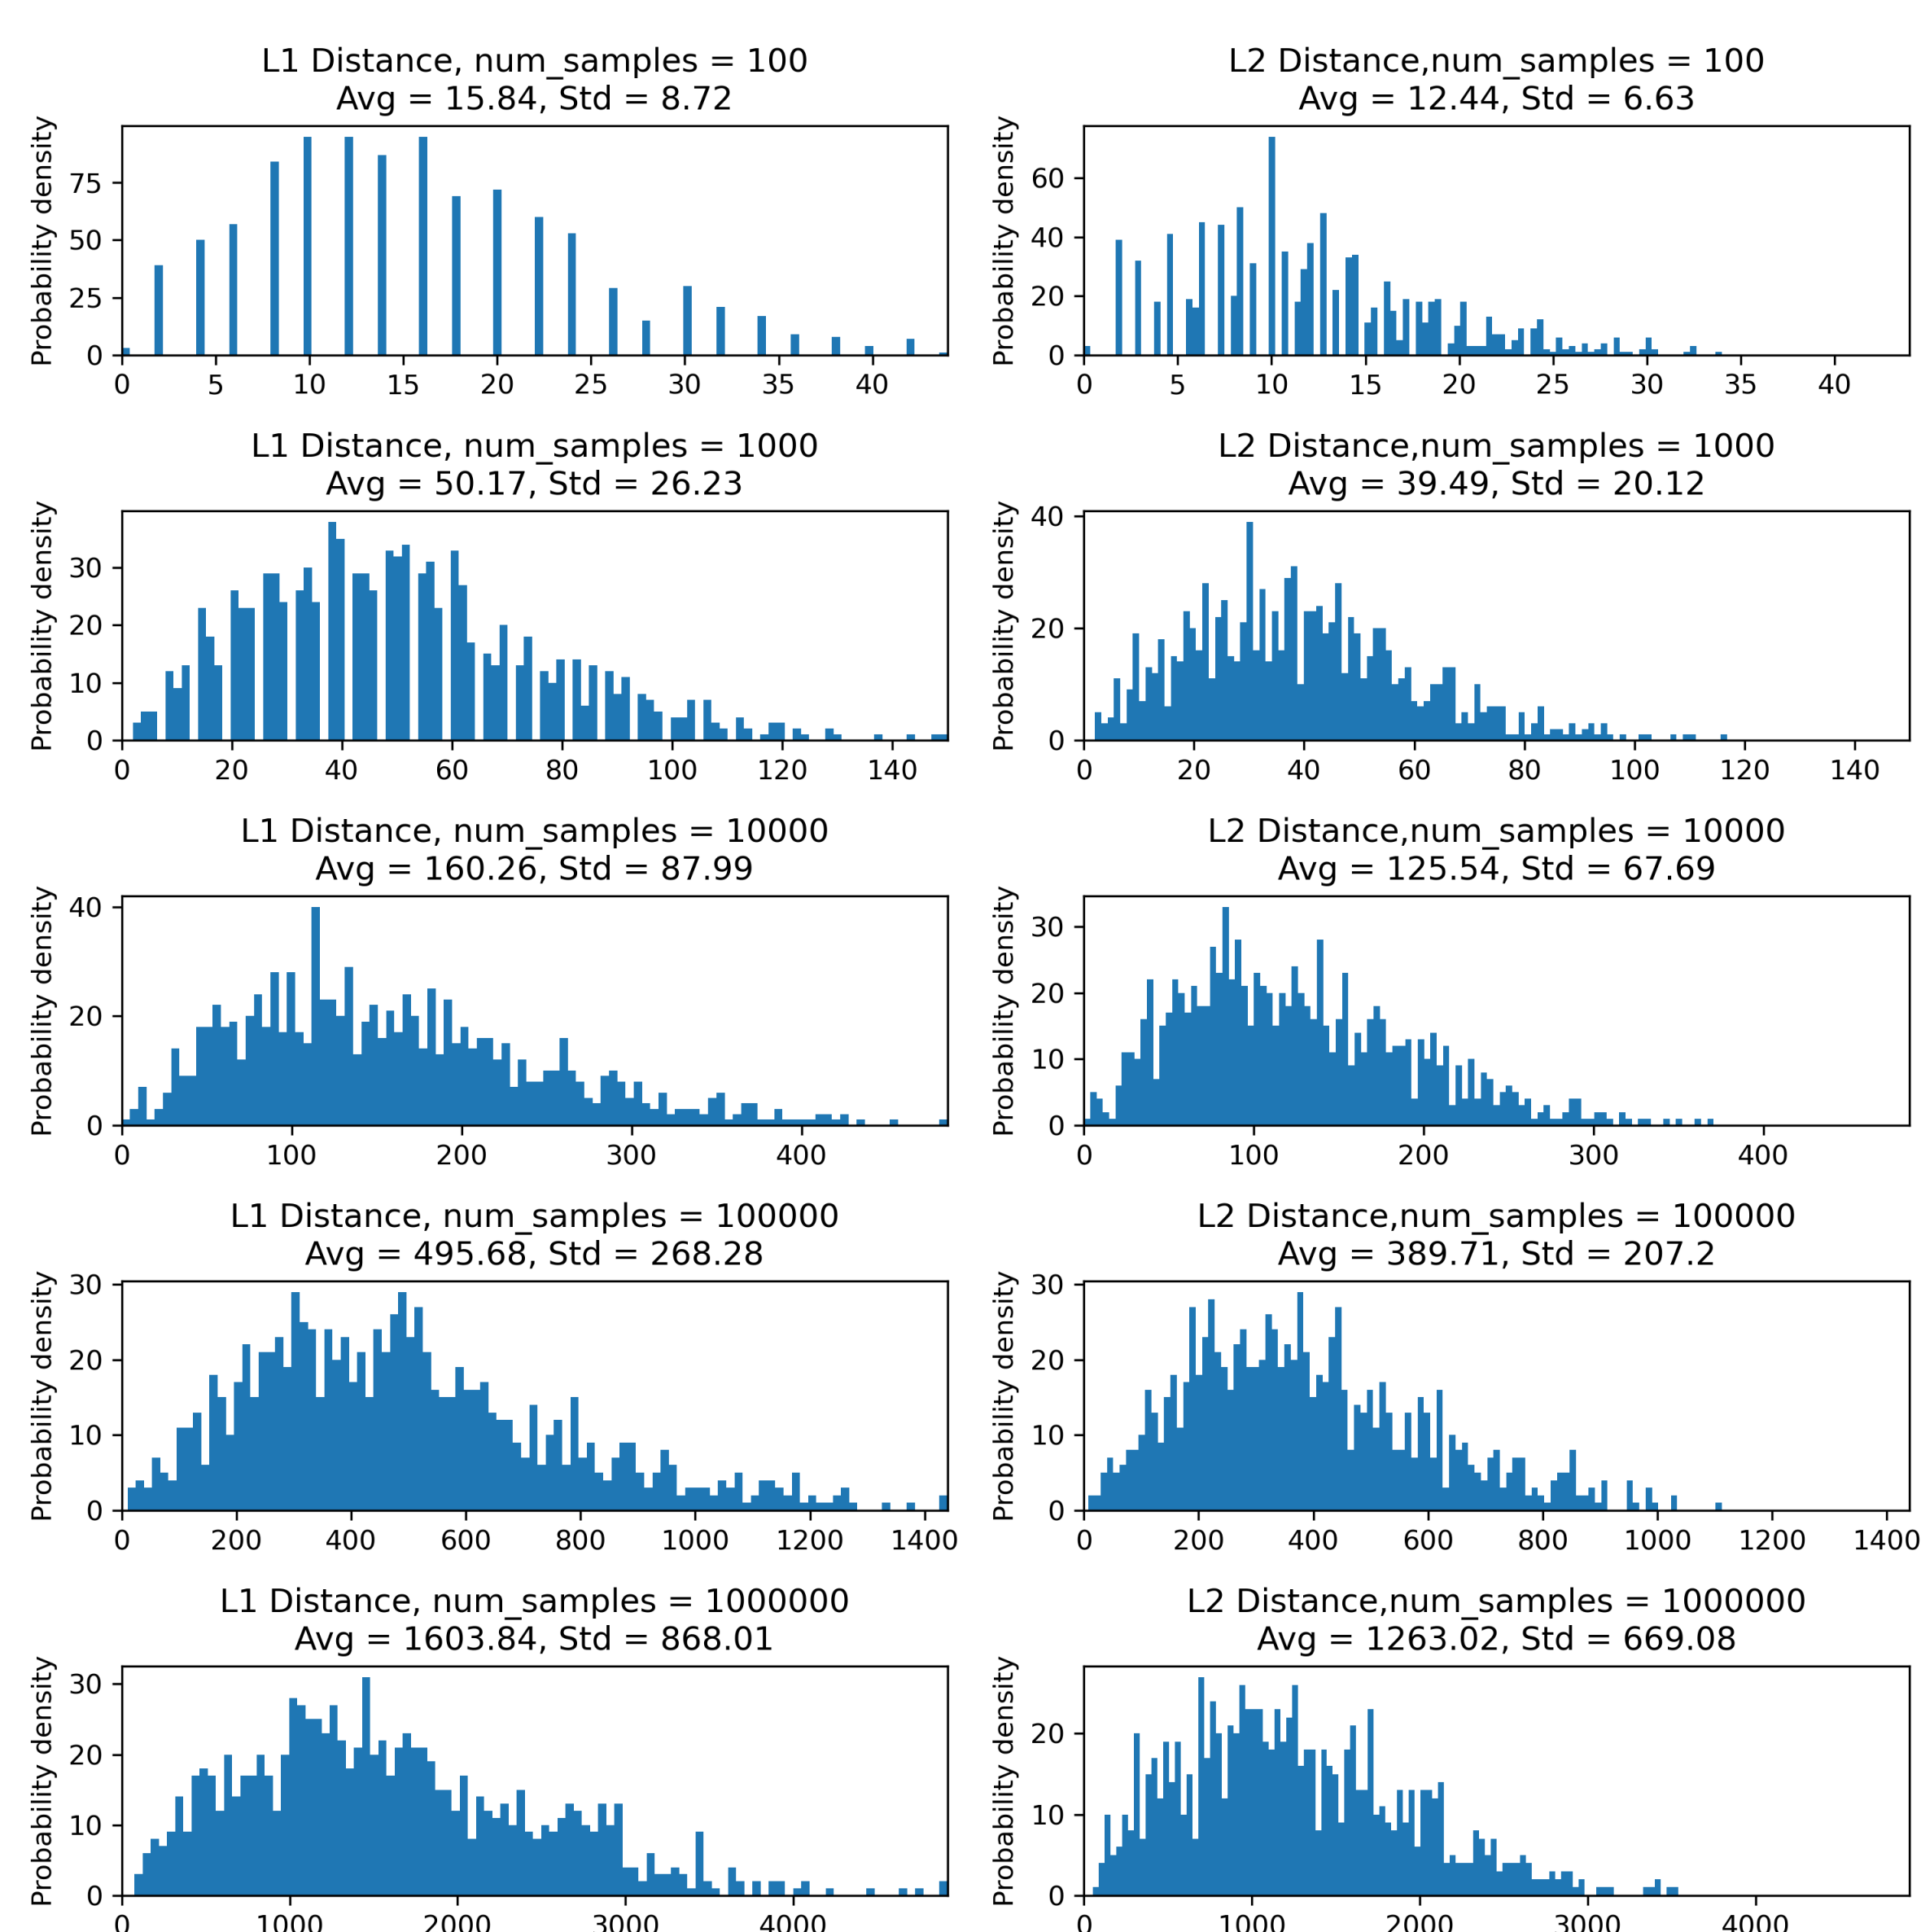 L1 Distance, num_samples = 100
Avg = 15.84, Std = 8.72
Probability density
75
50
25
0
0 5 10 15 20 25 30 35 40
L2 Distance,num_samples = 100
Avg = 12.44, Std = 6.63
Probability density
60
40
20
0
0 5 10 15 20 25 30 35 40
L1 Distance, num_samples = 1000
Avg = 50.17, Std = 26.23
Probability density
30
20
10
0
0 20 40 60 80 100 120 140
L2 Distance,num_samples = 1000
Avg = 39.49, Std = 20.12
Probability density
40
20
0
0 20 40 60 80 100 120 140
L1 Distance, num_samples = 10000
Avg = 160.26, Std = 87.99
Probability density
40
20
0
0 100 200 300 400
L2 Distance,num_samples = 10000
Avg = 125.54, Std = 67.69
Probability density
30
20
10
0
0 100 200 300 400
L1 Distance, num_samples = 100000
Avg = 495.68, Std = 268.28
Probability density
30
20
10
0
0 200 400 600 800 1000 1200 1400
L2 Distance,num_samples = 100000
Avg = 389.71, Std = 207.2
Probability density
30
20
10
0
0 200 400 600 800 1000 1200 1400
L1 Distance, num_samples = 1000000
Avg = 1603.84, Std = 868.01
Probability density
30
20
10
0
0 1000 2000 3000 4000
L2 Distance,num_samples = 1000000
Avg = 1263.02, Std = 669.08
Probability density
20
10
0
0 1000 2000 3000 4000